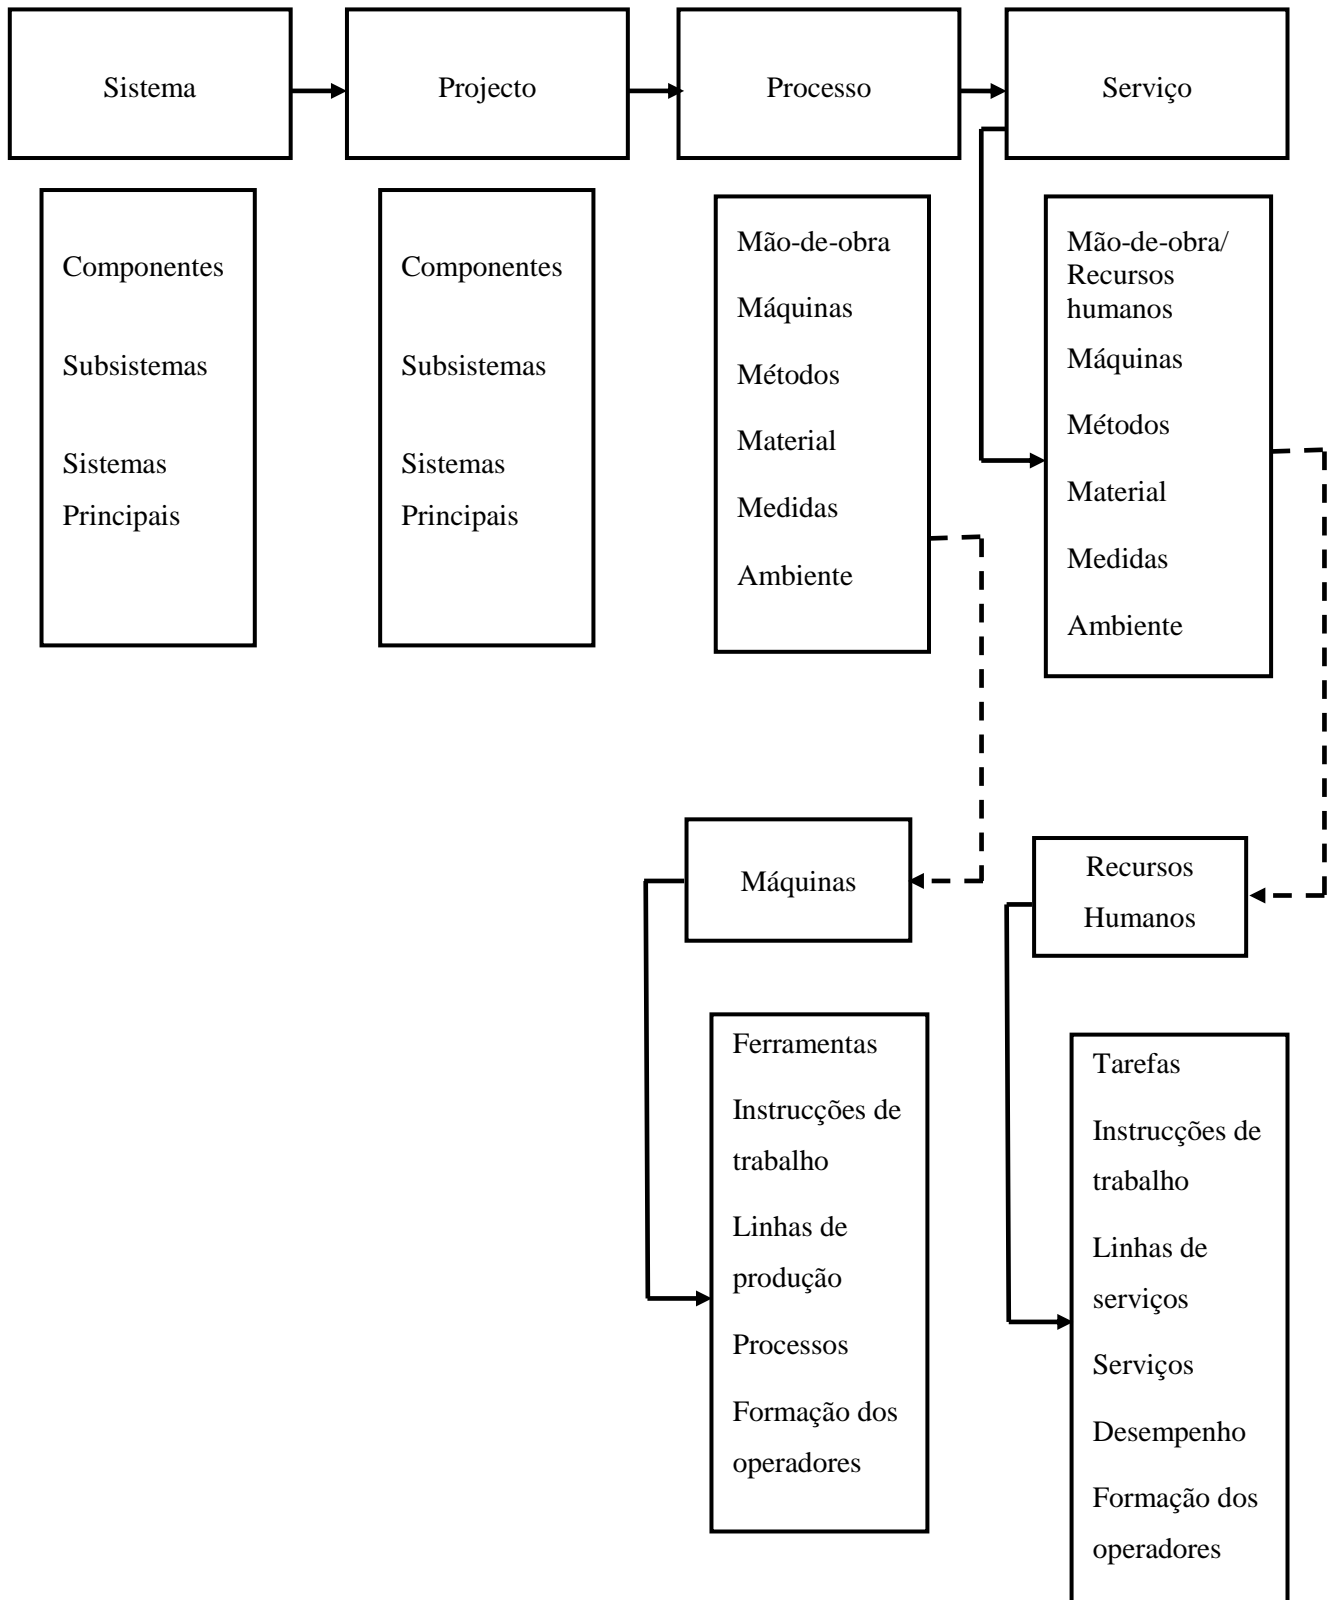 Sistema
Projecto
Processo
Serviço
Componentes
Subsistemas
Sistemas
Principais
Componentes
Subsistemas
Sistemas
Principais
Mão-de-obra
Máquinas
Métodos
Material
Medidas
Ambiente
Mão-de-obra/
Recursos
humanos
Máquinas
Métodos
Material
Medidas
Ambiente
Máquinas
Recursos
Humanos
Ferramentas
Instrucções de
trabalho
Linhas de
produção
Processos
Formação dos
operadores
Tarefas
Instrucções de
trabalho
Linhas de
serviços
Serviços
Desempenho
Formação dos
operadores